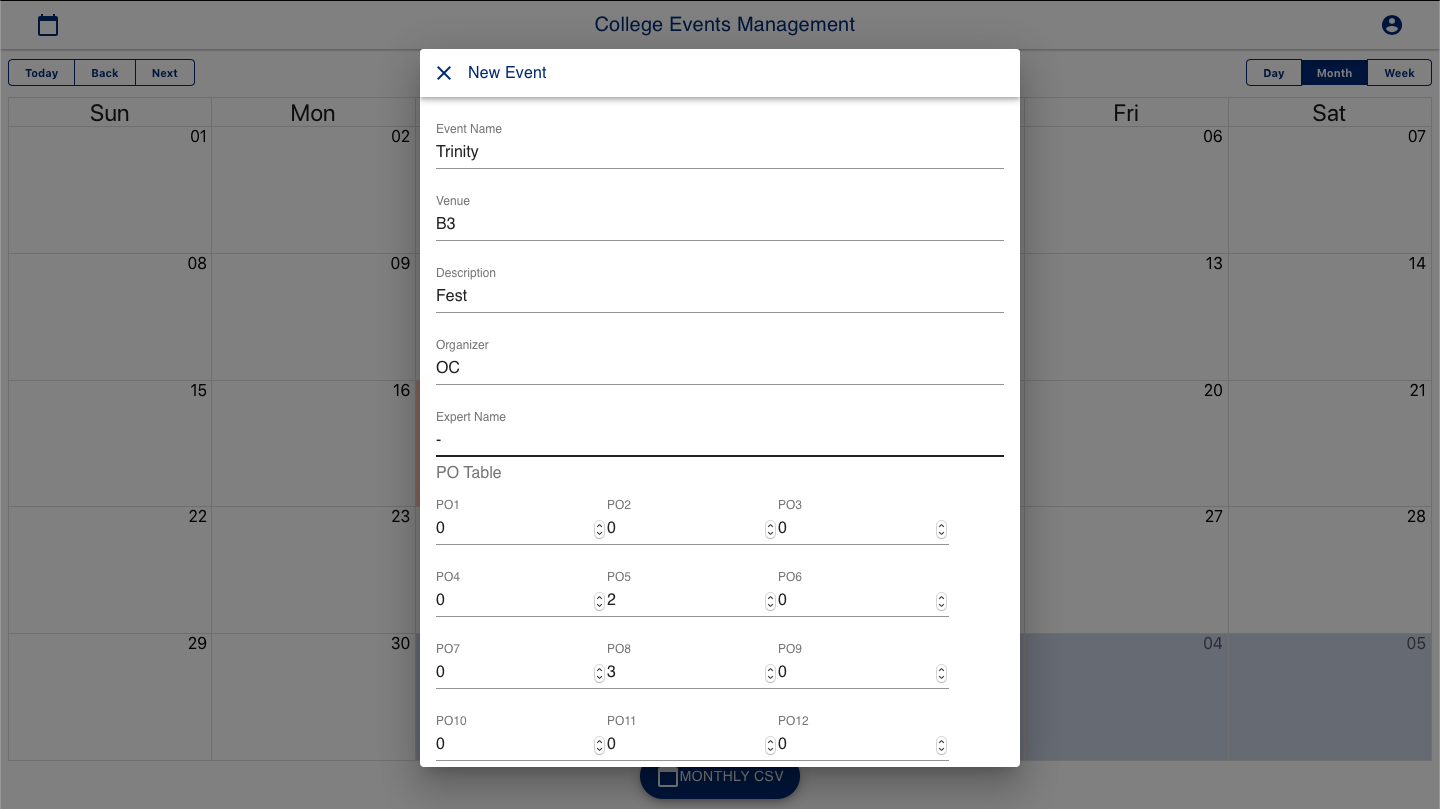 College Events Management
Today Back Next
Day Month Week
New Event
Sun Mon Fri Sat
01 02 06 07
08 09 13 14
15 16 20 21
22 23 27 28
29 30 04 05
Event Name
Trinity
Venue
B3
Description
Fest
Organizer
OC
Expert Name
-
PO Table
PO1 PO2 PO3
0 0 0
PO4 PO5 PO6
0 2 0
PO7 PO8 PO9
0 3 0
PO10 PO11 PO12
0 0 0
MONTHLY CSV